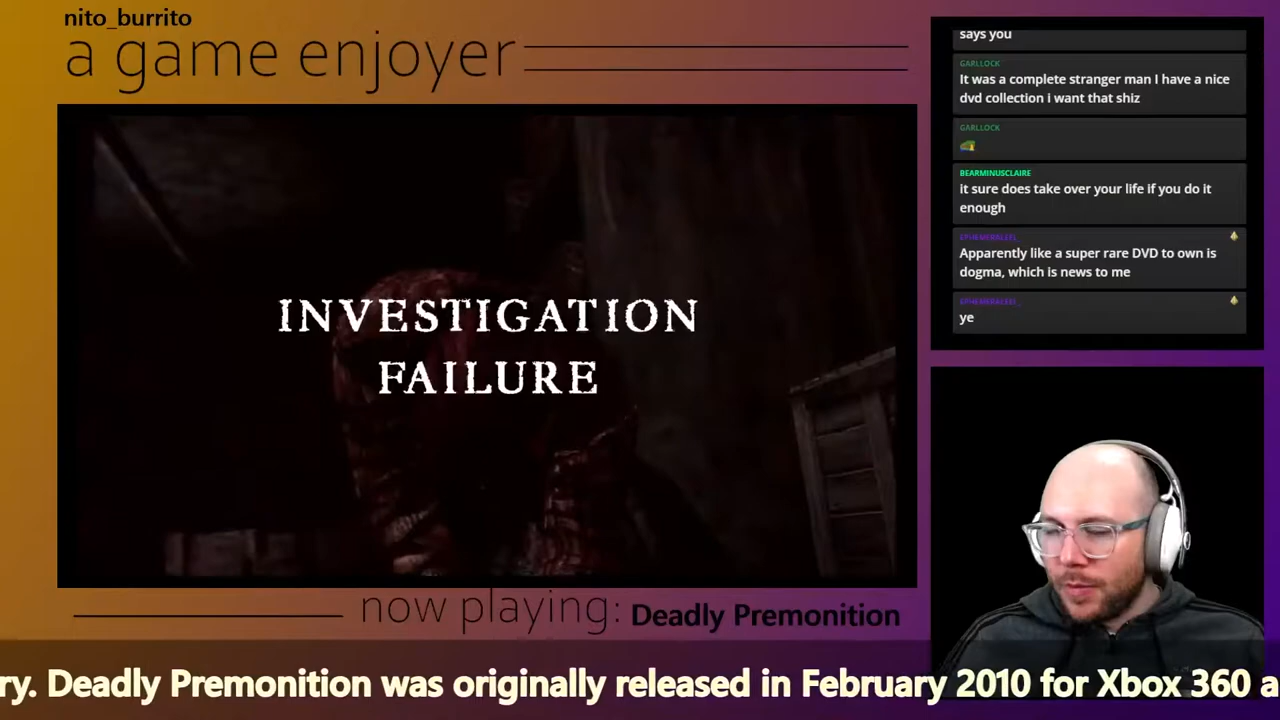 nito_burrito
a game enjoyer
INVESTIGATION
FAILURE
now playing: Deadly Premonition
ry. Deadly Premonition was originally released in February 2010 for Xbox 360 a
says you
GARLLOCK
It was a complete stranger man I have a nice
dvd collection i want that shiz
GARLLOCK
BEARMINUSCLAIRE
it sure does take over your life if you do it
enough
Apparently like a super rare DVD to own is
dogma, which is news to me
ye